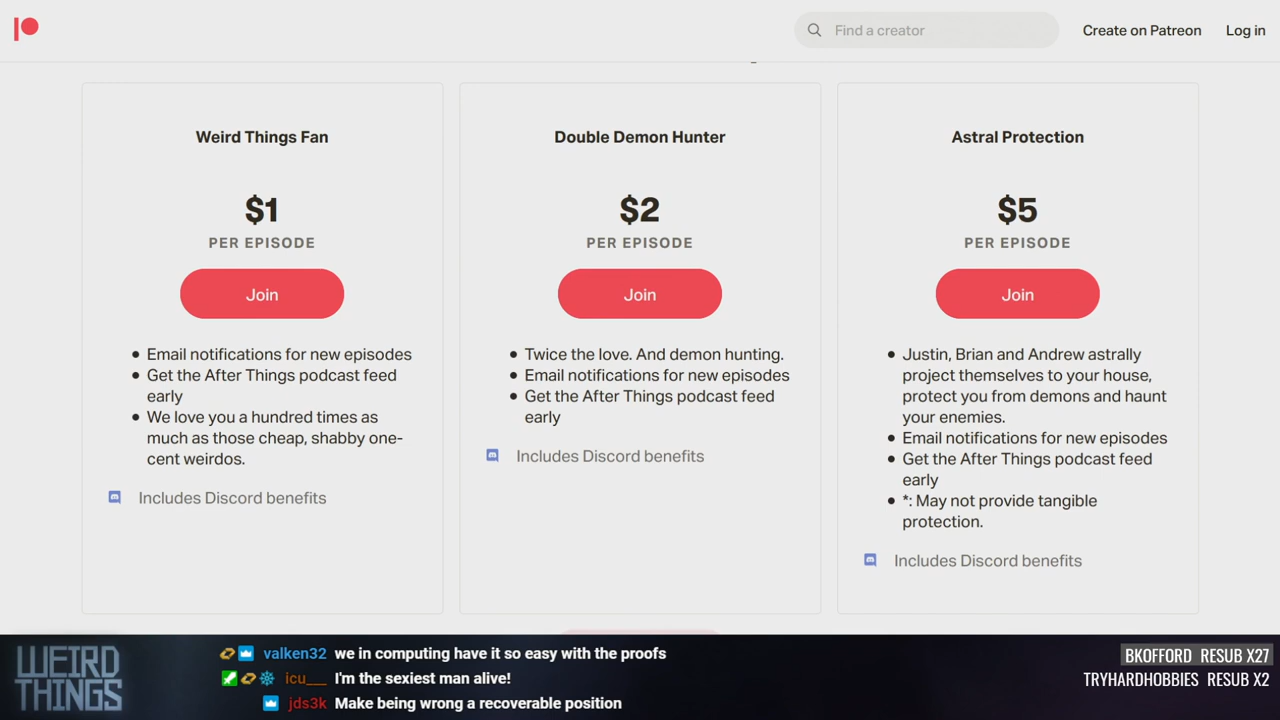 Find a creator
Create on Patreon
Log in
Weird Things Fan
$1
PER EPISODE
Join
Email notifications for new episodes
Get the After Things podcast feed
early
We love you a hundred times as
much as those cheap, shabby one-
cent weirdos.
Includes Discord benefits
Double Demon Hunter
$2
PER EPISODE
Join
Twice the love. And demon hunting.
Email notifications for new episodes
Get the After Things podcast feed
early
Includes Discord benefits
Astral Protection
$5
PER EPISODE
Join
Justin, Brian and Andrew astrally
project themselves to your house,
protect you from demons and haunt
your enemies.
Email notifications for new episodes
Get the After Things podcast feed
early
*: May not provide tangible
protection.
Includes Discord benefits
WEIRD
THINGS
valken32 we in computing have it so easy with the proofs
icu___ I'm the sexiest man alive!
jds3k Make being wrong a recoverable position
BKOFFORD RESUB X27
TRYHARDHOBBIES RESUB X2